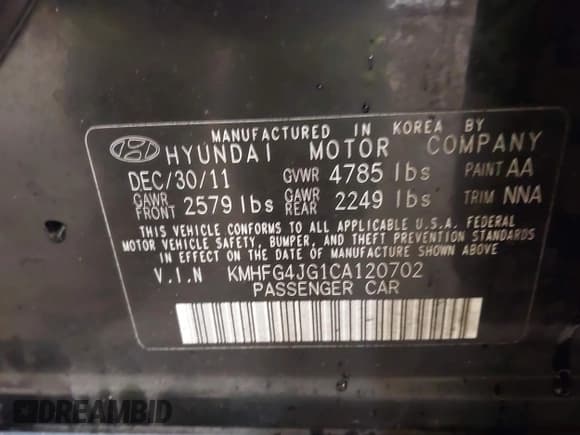 MANUFACTURED IN KOREA BY
HYUNDAI MOTOR COMPANY
DEC/30/11 GVWR 4785 lbs PAINT AA
GAWR FRONT 2579 lbs GAWR REAR 2249 lbs TRIM NNA
THIS VEHICLE CONFORMS TO ALL APPLICABLE U.S.A. FEDERAL
MOTOR VEHICLE SAFETY, BUMPER, AND THEFT PREVENTION STANDARDS
IN EFFECT ON THE DATE OF MANUFACTURE SHOWN ABOVE.
V.I.N KMHFG4JG1CA120702
PASSENGER CAR
DREAMBID